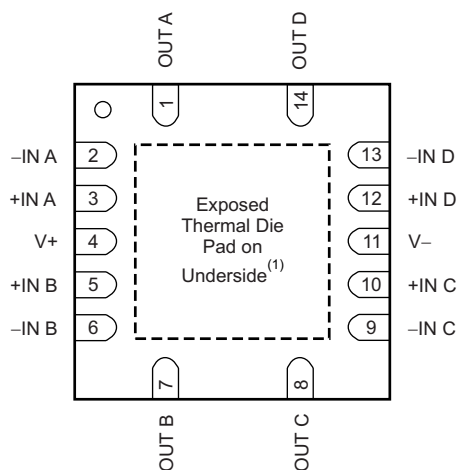 OUT A
OUT D
1
14
−IN A 2
13 −IN D
+IN A 3
12 +IN D
V+ 4
11 V−
+IN B 5
10 +IN C
−IN B 6
9 −IN C
Exposed
Thermal Die
Pad on
Underside(1)
7
8
OUT B
OUT C